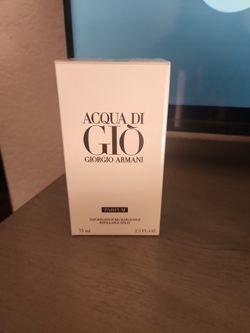 ACQUA DI
GIÒ
GIORGIO ARMANI
PARFUM
VAPORISATEUR RECHARGEABLE
REFILLABLE SPRAY
75 ml 2.5 FL.OZ.